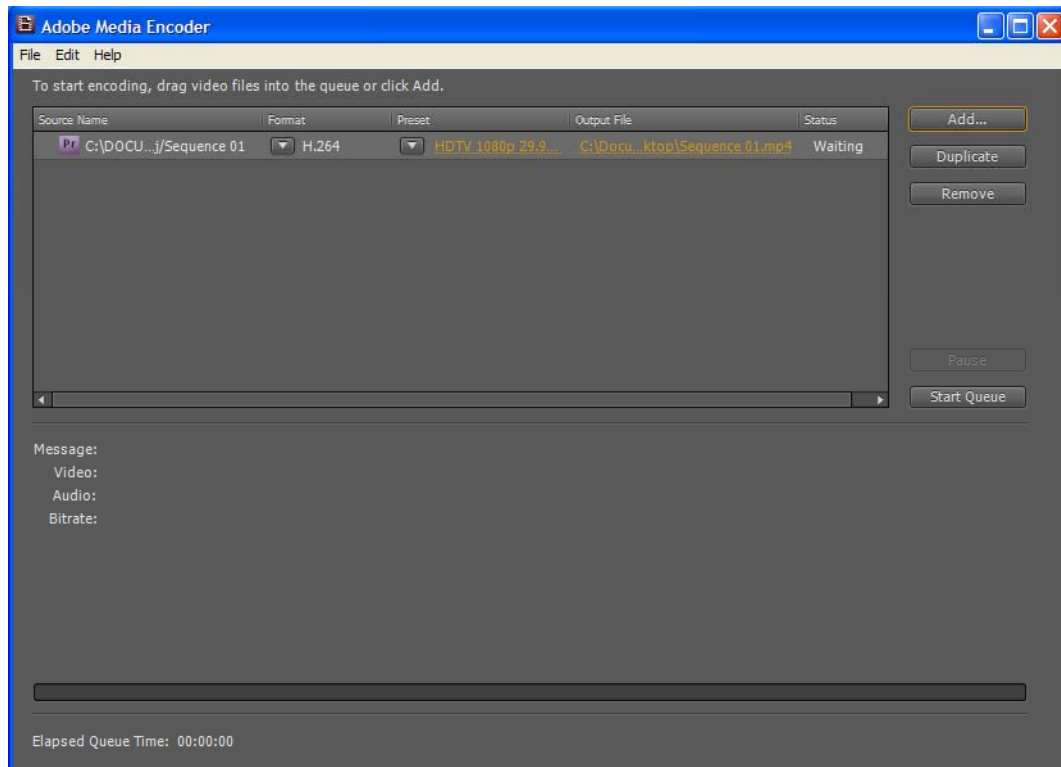 Adobe Media Encoder
File Edit Help
To start encoding, drag video files into the queue or click Add.
Source Name Format Preset Output File Status
Pr C:\DOCU...j/Sequence 01 H.264 HDTV 1080p 29.9... C:\Docu...ktop\Sequence 01.mp4 Waiting
Add...
Duplicate
Remove
Pause
Start Queue
Message:
Video:
Audio:
Bitrate:
Elapsed Queue Time: 00:00:00